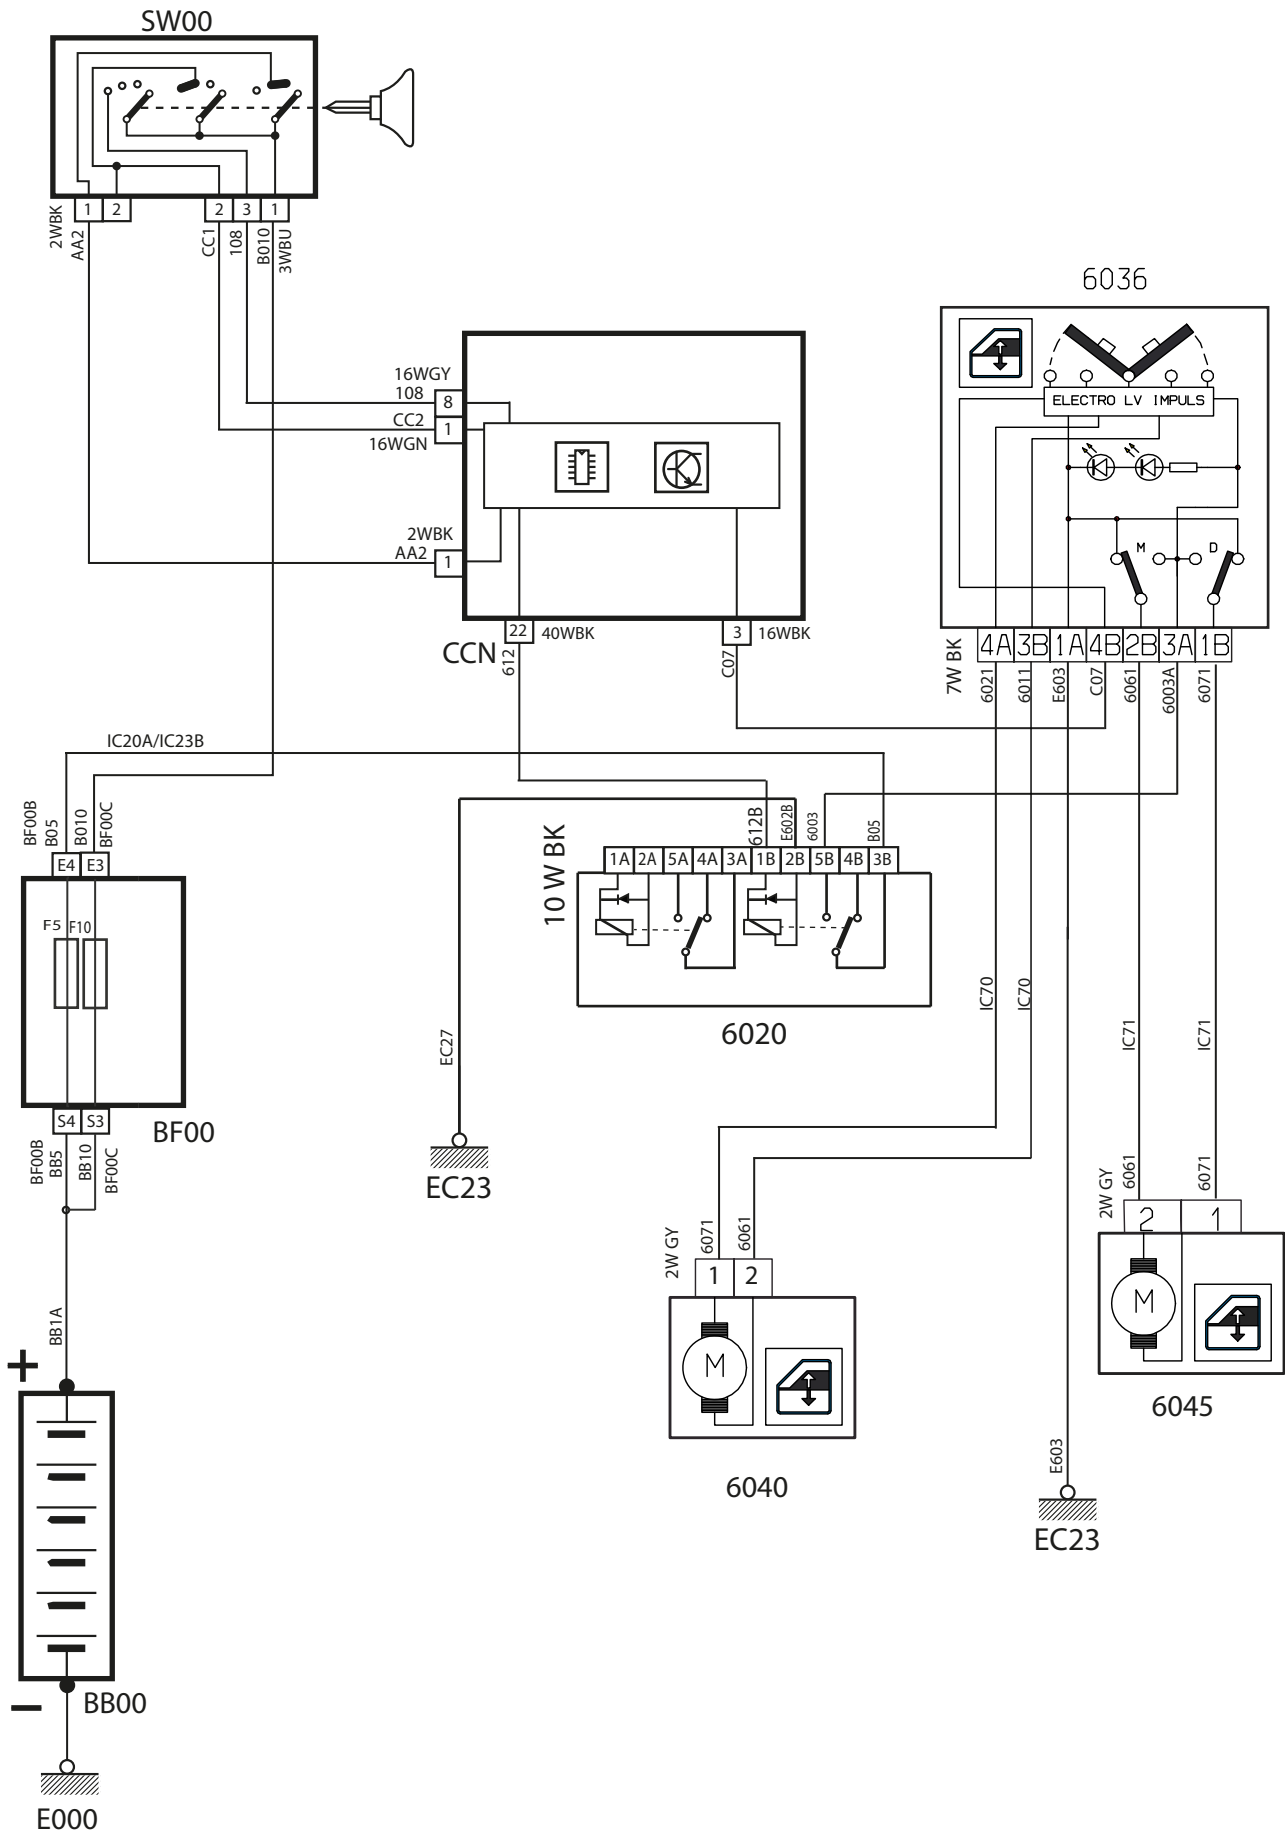 SW00
1
2
2
3
1
2WBK
AA2
CC1
108
B010
3WBU
6036
ELECTRO LV IMPULS
M
D
16WGY
108
8
CC2
1
16WGN
2WBK
AA2
1
22
40WBK
3
16WBK
CCN
612
C07
7W BK
4A
3B
1A
4B
2B
3A
1B
6021
6011
E603
C07
6061
6003A
6071
IC20A/IC23B
BF00B
B05
B010
BF00C
E4
E3
F5
F10
S4
S3
BF00
BF00B
BB5
BB10
BF00C
10 W BK
612B
E602B
6003
B05
1A
2A
5A
4A
3A
1B
2B
5B
4B
3B
6020
EC27
EC23
IC70
IC70
IC71
IC71
2W GY
6071
6061
1
2
M
6040
2W GY
6061
6071
2
1
M
6045
E603
EC23
BB1A
+
−
BB00
E000